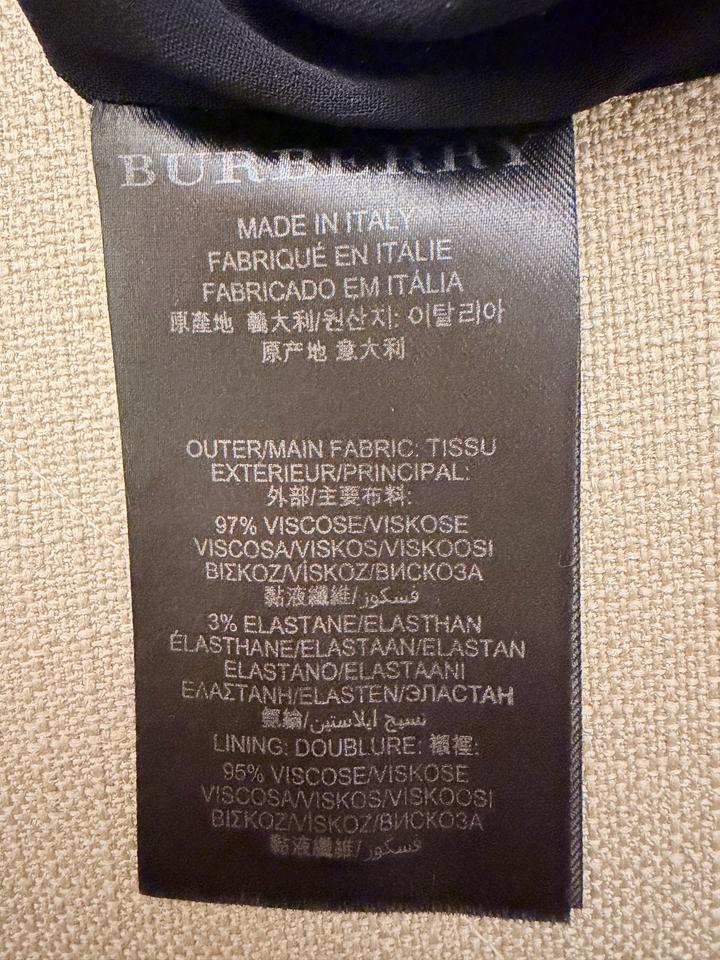 BURBERRY
MADE IN ITALY
FABRIQUÉ EN ITALIE
FABRICADO EM ITÁLIA
原產地 義大利/원산지: 이탈리아
原产地 意大利
OUTER/MAIN FABRIC: TISSU
EXTÉRIEUR/PRINCIPAL:
外部/主要布料:
97% VISCOSE/VISKOSE
VISCOSA/VISKOS/VISKOOSI
ΒΙΣΚΟΖ/VİSKOZ/ВИСКОЗА
黏液纖維/فسكوز
3% ELASTANE/ELASTHAN
ÉLASTHANE/ELASTAAN/ELASTAN
ELASTANO/ELASTAANI
ΕΛΑΣΤΑΝΗ/ELASTEN/ЭЛАСТАН
نسيج ايلاستين/
LINING: DOUBLURE: 襯裡:
95% VISCOSE/VISKOSE
VISCOSA/VISKOS/VISKOOSI
ΒΙΣΚΟΖ/VİSKOZ/ВИСКОЗА
黏液纖維/فسكوز